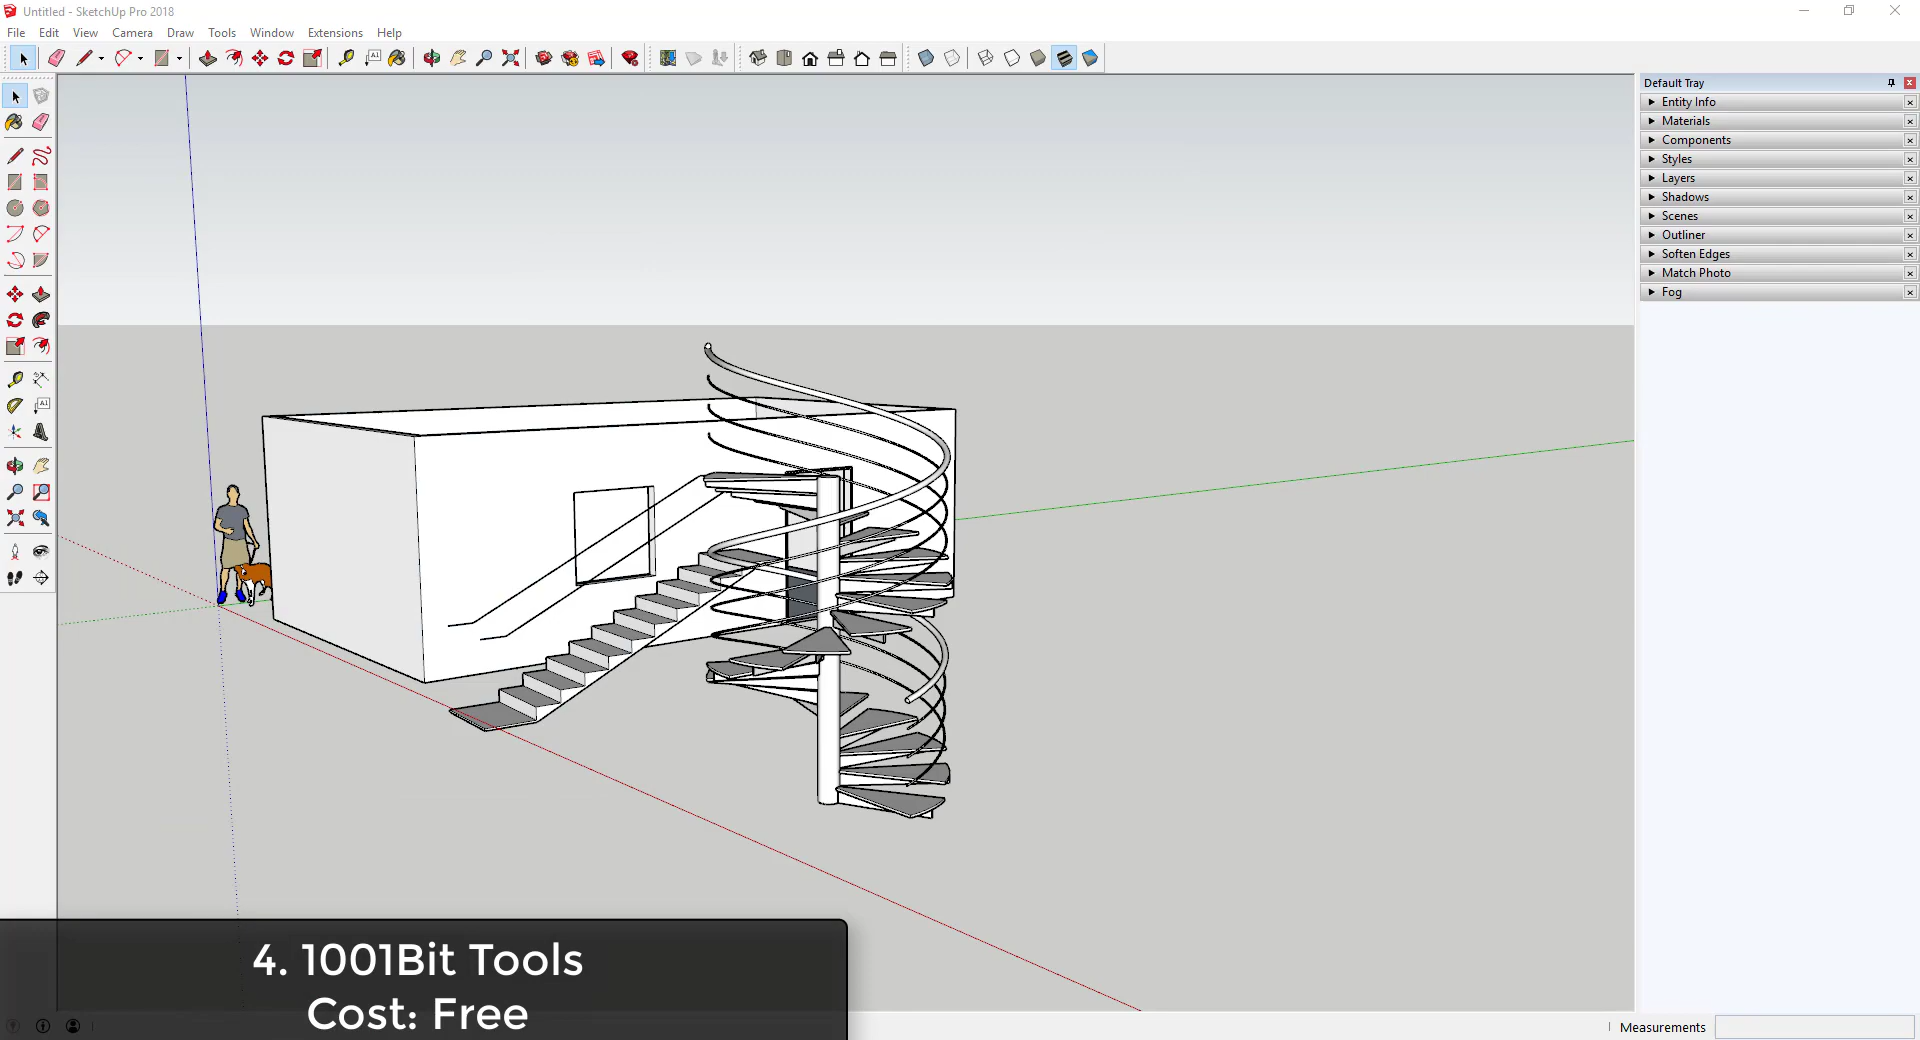 Untitled - SketchUp Pro 2018
File Edit View Camera Draw Tools Window Extensions Help
Default Tray
Entity Info
Materials
Components
Styles
Layers
Shadows
Scenes
Outliner
Soften Edges
Match Photo
Fog
4. 1001Bit Tools
Cost: Free
Measurements